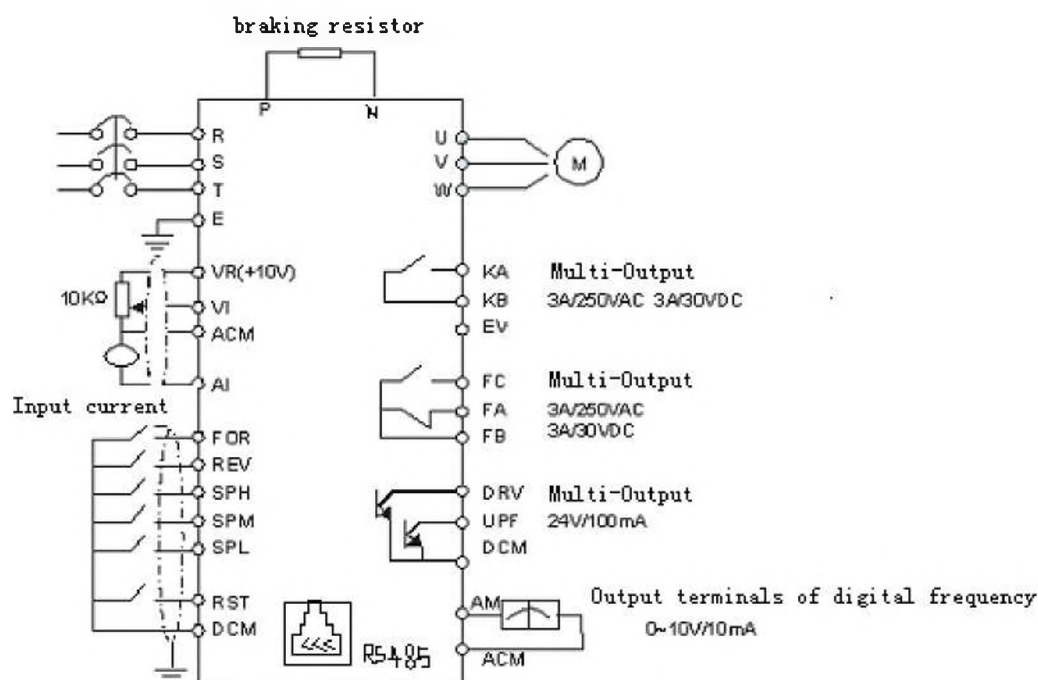 braking resistor
P N
R
S
T
E
U
V
W
M
VR(+10V)
10KΩ
VI
ACM
AI
Input current
KA Multi-Output
KB 3A/250VAC 3A/30VDC
EV
FC Multi-Output
FA 3A/250VAC
FB 3A/30VDC
FOR
REV
SPH
SPM
SPL
RST
DCM
DRV Multi-Output
UPF 24V/100mA
DCM
RS485
AM
Output terminals of digital frequency
0~10V/10mA
ACM